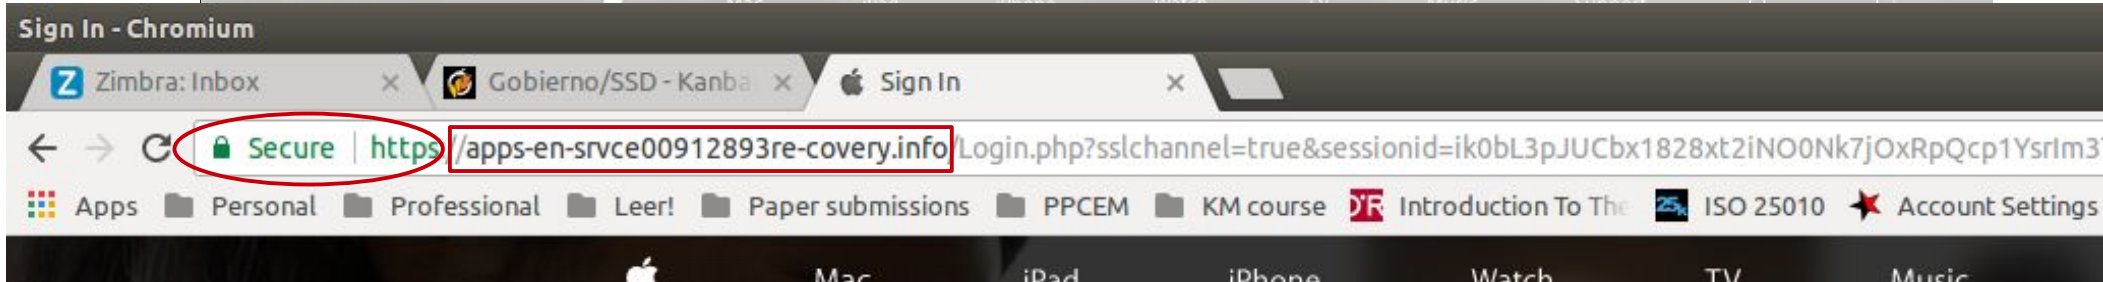 Sign In - Chromium
Zimbra: Inbox Gobierno/SSD - Kanba Sign In
Secure https://apps-en-srvce00912893re-covery.info/Login.php?sslchannel=true&sessionid=ik0bL3pJUCbx1828xt2iNO0Nk7jOxRpQcp1YsrIm3
Apps Personal Professional Leer! Paper submissions PPCEM KM course Introduction To The ISO 25010 Account Settings
Mac iPad iPhone Watch TV Music